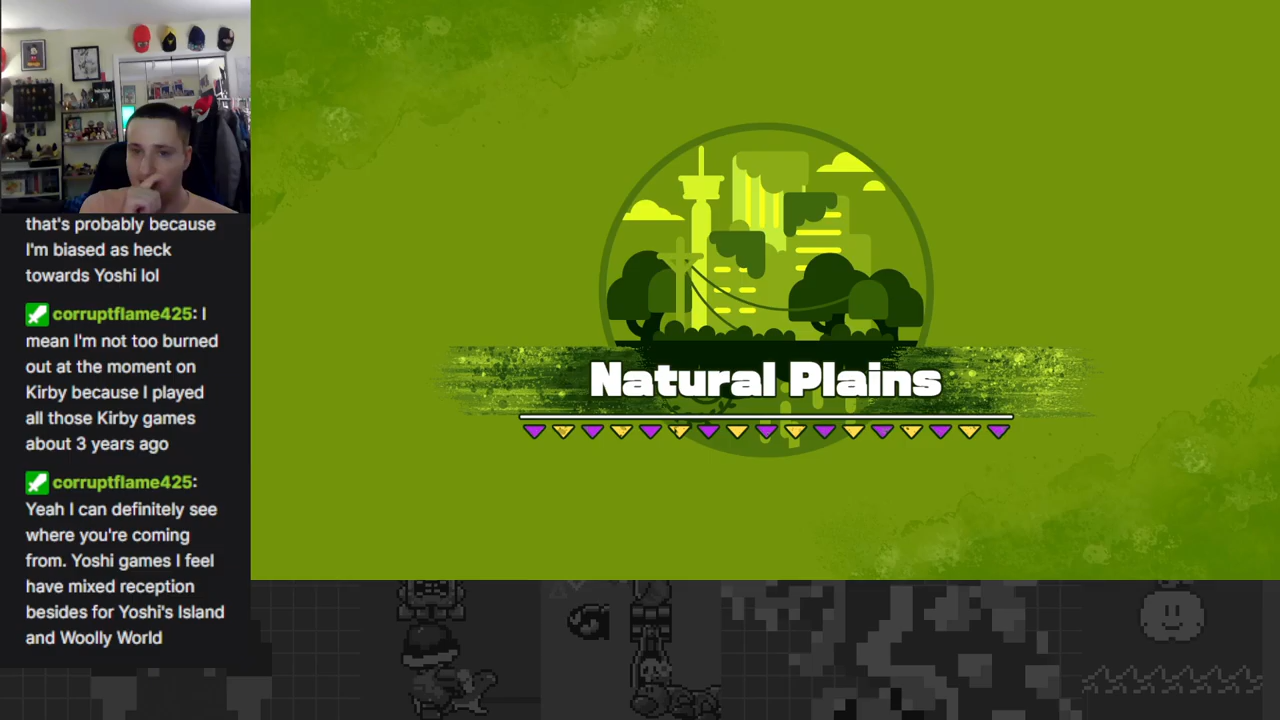 that's probably because
I'm biased as heck
towards Yoshi lol
corruptflame425: I
mean I'm not too burned
out at the moment on
Kirby because I played
all those Kirby games
about 3 years ago
corruptflame425:
Yeah I can definitely see
where you're coming
from. Yoshi games I feel
have mixed reception
besides for Yoshi's Island
and Woolly World
Natural Plains